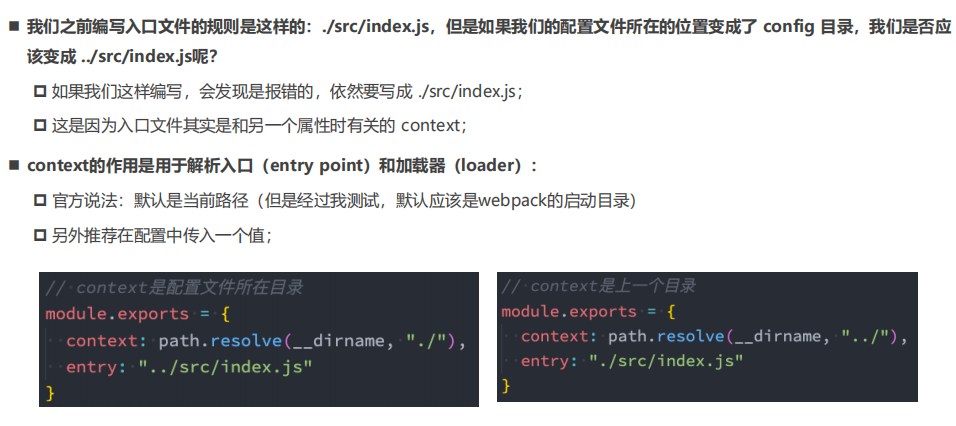 我们之前编写入口文件的规则是这样的：./src/index.js，但是如果我们的配置文件所在的位置变成了 config 目录，我们是否应
该变成 ../src/index.js呢？
如果我们这样编写，会发现是报错的，依然要写成 ./src/index.js；
这是因为入口文件其实是和另一个属性时有关的 context；
context的作用是用于解析入口（entry point）和加载器（loader）：
官方说法：默认是当前路径（但是经过我测试，默认应该是webpack的启动目录）
另外推荐在配置中传入一个值；
// context是配置文件所在目录
module.exports = {
context: path.resolve(__dirname, "./"),
entry: "../src/index.js"
}
// context是上一个目录
module.exports = {
context: path.resolve(__dirname, "../"),
entry: "./src/index.js"
}